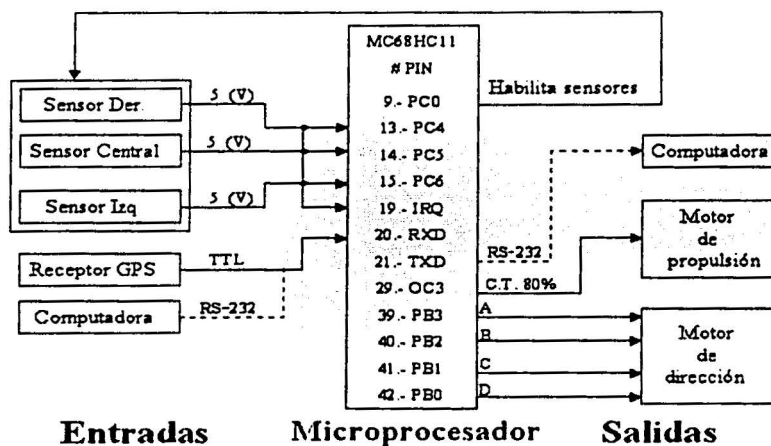 MC68HC11
# PIN
9.- PC0
13.- PC4
14.- PC5
15.- PC6
19.- IRQ
20.- RXD
21.- TXD
29.- OC3
39.- PB3
40.- PB2
41.- PB1
42.- PB0
Sensor Der.
5 (V)
Sensor Central
5 (V)
Sensor Izq
5 (V)
Receptor GPS
TTL
Computadora
RS-232
Habilita sensores
Computadora
RS-232
Motor
de
propulsión
C.T. 80%
A
B
C
D
Motor
de
dirección
Entradas
Microprocesador
Salidas